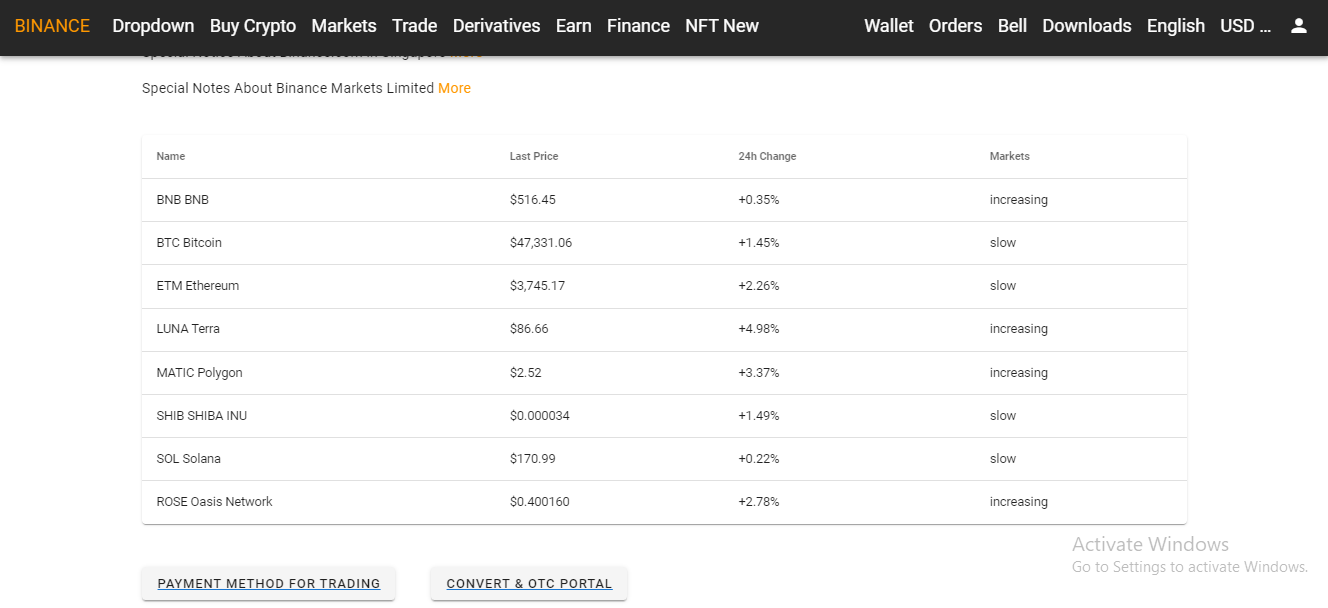 BINANCE Dropdown Buy Crypto Markets Trade Derivatives Earn Finance NFT New Wallet Orders Bell Downloads English USD ...
Special Notes About Binance Markets Limited More
Name Last Price 24h Change Markets
BNB BNB $516.45 +0.35% increasing
BTC Bitcoin $47,331.06 +1.45% slow
ETM Ethereum $3,745.17 +2.26% slow
LUNA Terra $86.66 +4.98% increasing
MATIC Polygon $2.52 +3.37% increasing
SHIB SHIBA INU $0.000034 +1.49% slow
SOL Solana $170.99 +0.22% slow
ROSE Oasis Network $0.400160 +2.78% increasing
Activate Windows
Go to Settings to activate Windows.
PAYMENT METHOD FOR TRADING CONVERT & OTC PORTAL